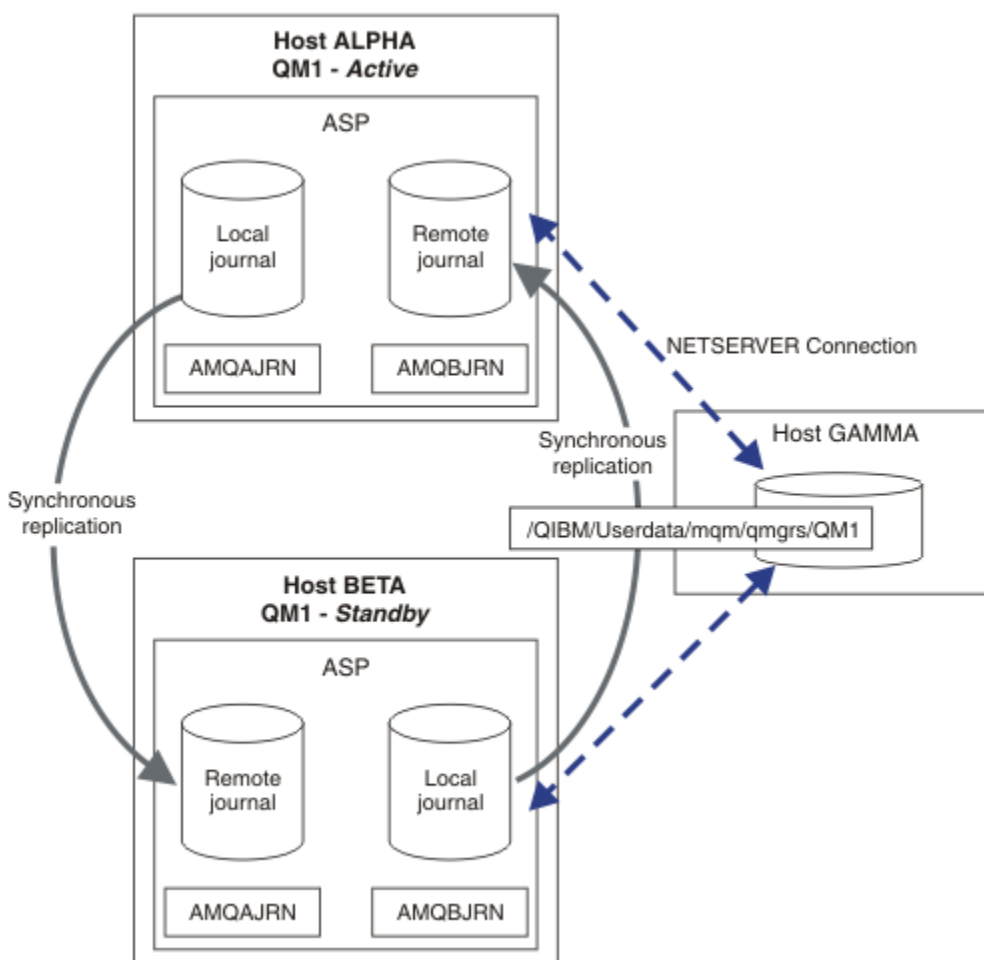 Host ALPHA
QM1 - Active
ASP
Local
journal
Remote
journal
AMQAJRN
AMQBJRN
NETSERVER Connection
Host GAMMA
/QIBM/Userdata/mqm/qmgrs/QM1
Synchronous
replication
Synchronous
replication
Host BETA
QM1 - Standby
ASP
Remote
journal
Local
journal
AMQAJRN
AMQBJRN